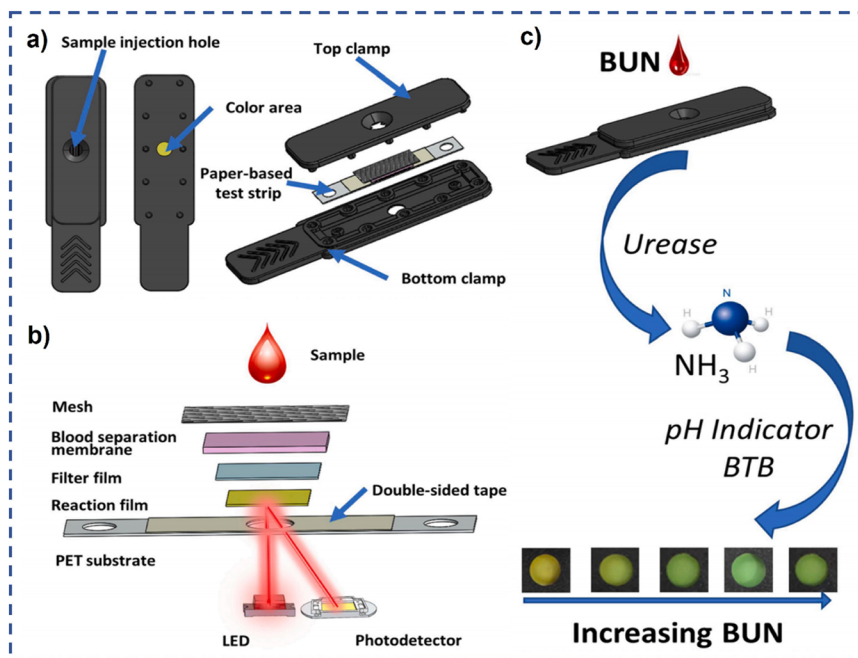 a)
Sample injection hole
Color area
Top clamp
Paper-based
test strip
Bottom clamp
b)
Sample
Mesh
Blood separation
membrane
Filter film
Reaction film
Double-sided tape
PET substrate
LED
Photodetector
c)
BUN
Urease
N
H
H
H
NH₃
pH Indicator
BTB
Increasing BUN